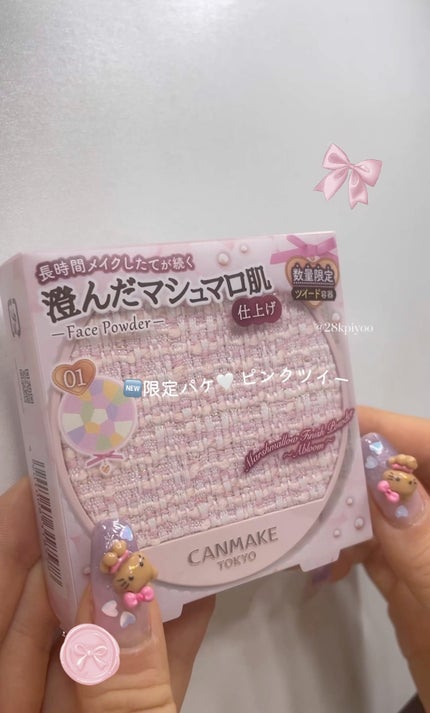 長時間メイクしたてが続く
澄んだマシュマロ肌
—Face Powder—
仕上げ
数量限定
ツイード容器
@28kpiyoo
01
🆕限定パケ🤍ピンクツイー
Marshmallow Finish Powder
～Abloom～
CANMAKE
TOKYO